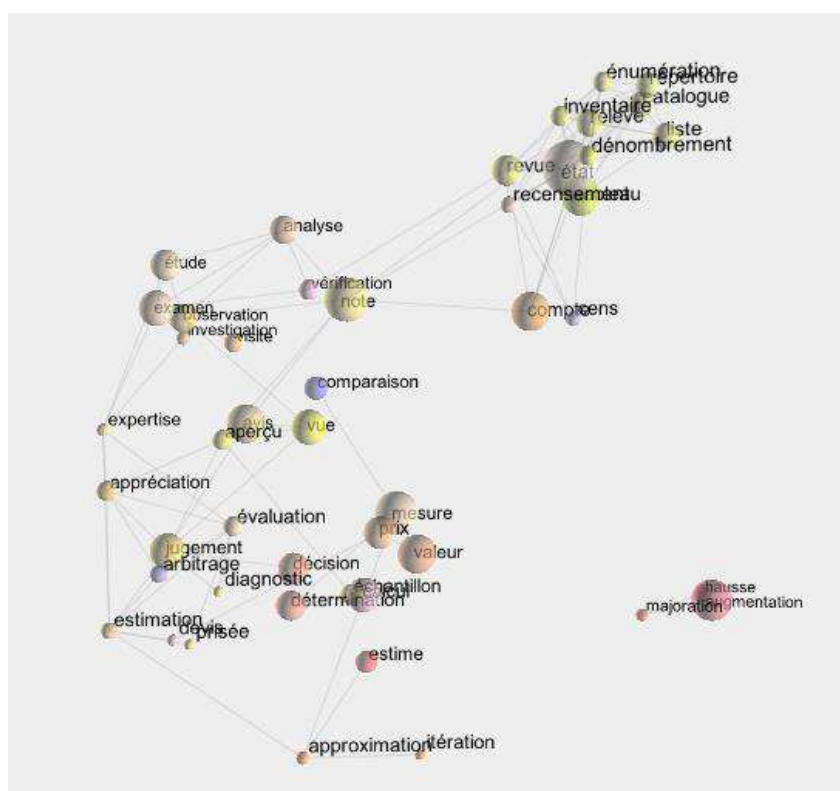 énumération
répertoire
catalogue
inventaire
relevé
liste
dénombrement
revue
état
recensement
analyse
étude
vérification
note
examen
observation
investigation
visite
compte
cens
comparaison
expertise
avis
aperçu
vue
appréciation
évaluation
mesure
prix
jugement
valeur
arbitrage
décision
diagnostic
échantillon
détermination
hausse
augmentation
majoration
estimation
devis
prisée
estime
approximation
itération